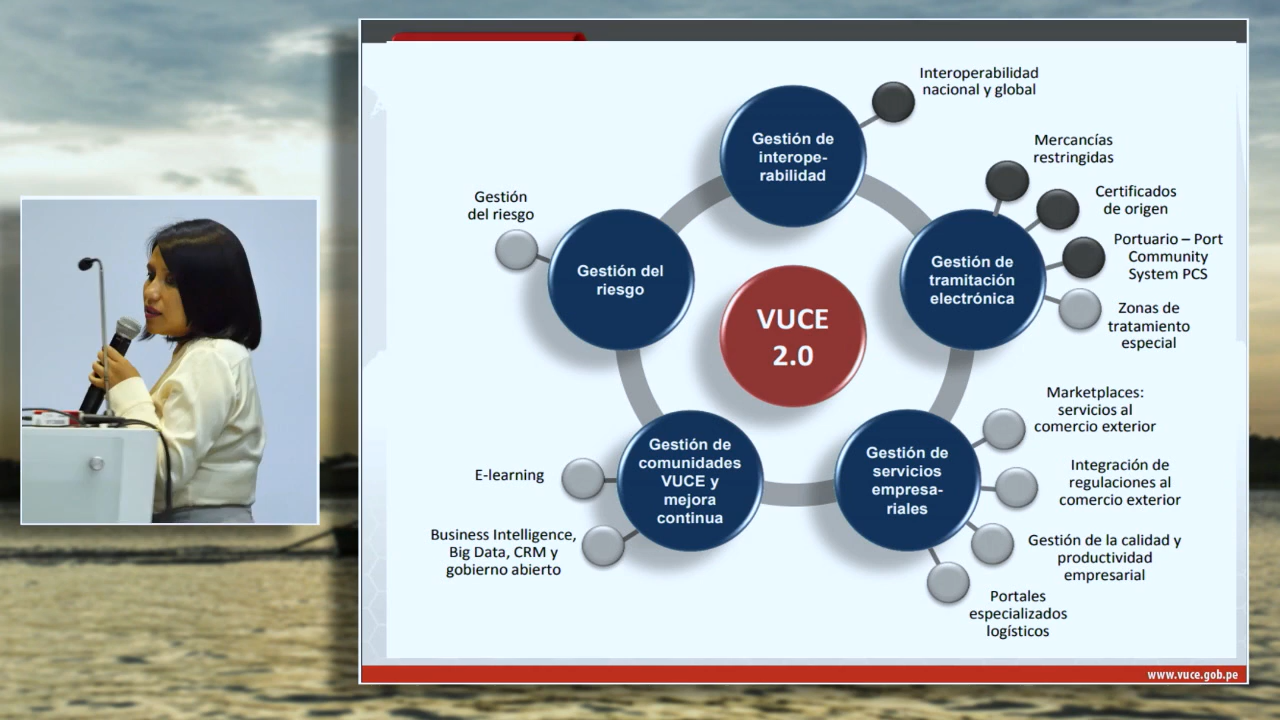 Interoperabilidad
nacional y global
Gestión de
interope-
rabilidad
Mercancías
restringidas
Certificados
de origen
Portuario – Port
Community
System PCS
Zonas de
tratamiento
especial
Gestión de
tramitación
electrónica
Gestión
del riesgo
Gestión del
riesgo
VUCE
2.0
Marketplaces:
servicios al
comercio exterior
Integración de
regulaciones al
comercio exterior
Gestión de la calidad y
productividad
empresarial
Portales
especializados
logísticos
Gestión de
servicios
empresa-
riales
Gestión de
comunidades
VUCE y
mejora
continua
E-learning
Business Intelligence,
Big Data, CRM y
gobierno abierto
www.vuce.gob.pe